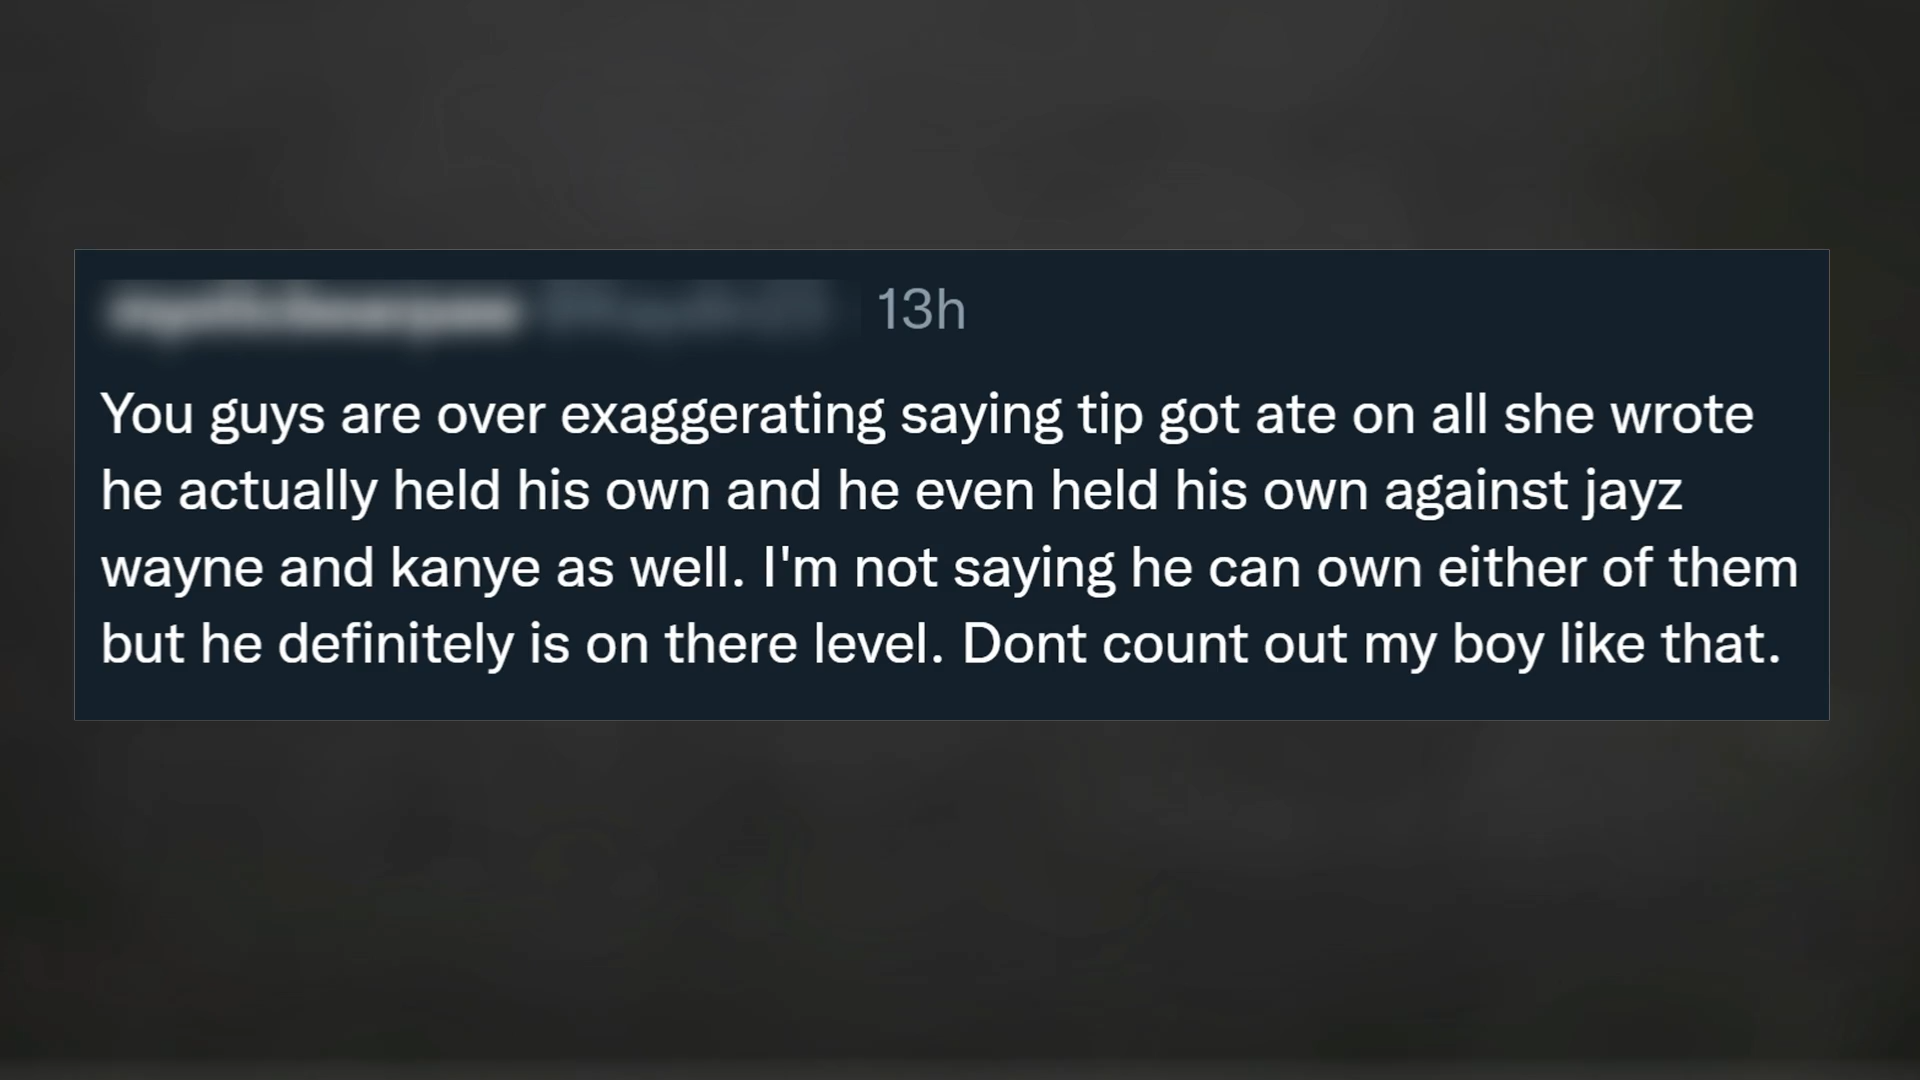 13h
You guys are over exaggerating saying tip got ate on all she wrote
he actually held his own and he even held his own against jayz
wayne and kanye as well. I'm not saying he can own either of them
but he definitely is on there level. Dont count out my boy like that.